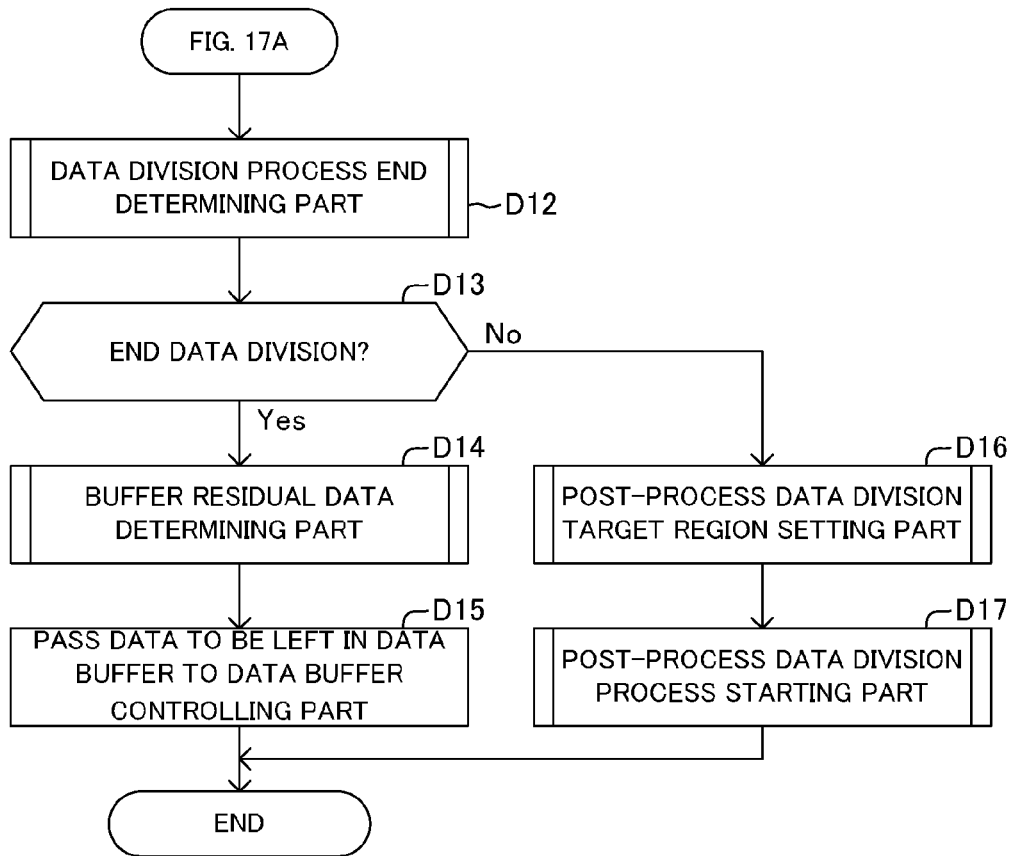 FIG. 17A
DATA DIVISION PROCESS END
DETERMINING PART
D12
D13
END DATA DIVISION?
No
Yes
D14
BUFFER RESIDUAL DATA
DETERMINING PART
D16
POST-PROCESS DATA DIVISION
TARGET REGION SETTING PART
D15
PASS DATA TO BE LEFT IN DATA
BUFFER TO DATA BUFFER
CONTROLLING PART
D17
POST-PROCESS DATA DIVISION
PROCESS STARTING PART
END